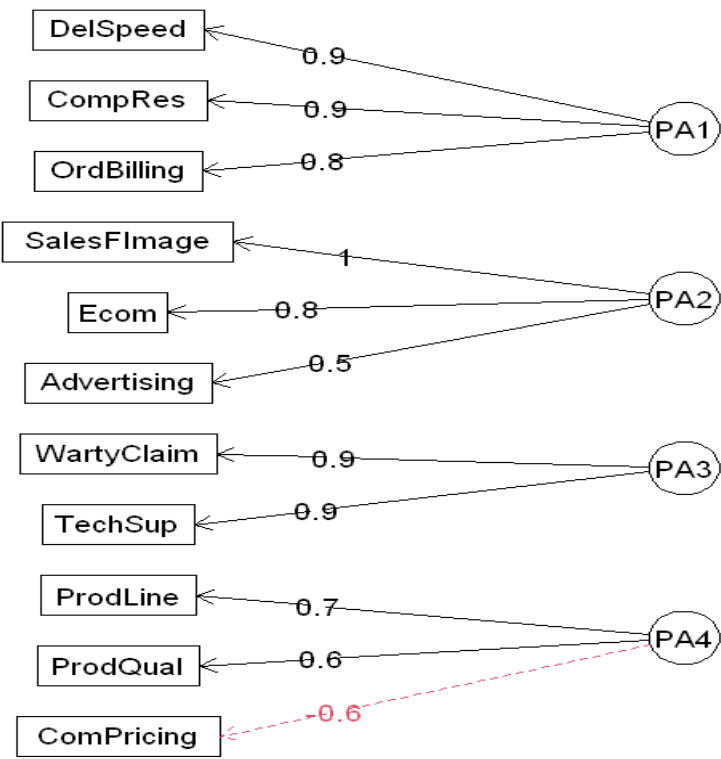 DelSpeed
0.9
CompRes
0.9
PA1
OrdBilling
0.8
SalesFImage
1
PA2
Ecom
0.8
Advertising
0.5
WartyClaim
0.9
PA3
TechSup
0.9
ProdLine
0.7
PA4
ProdQual
0.6
ComPricing
-0.6